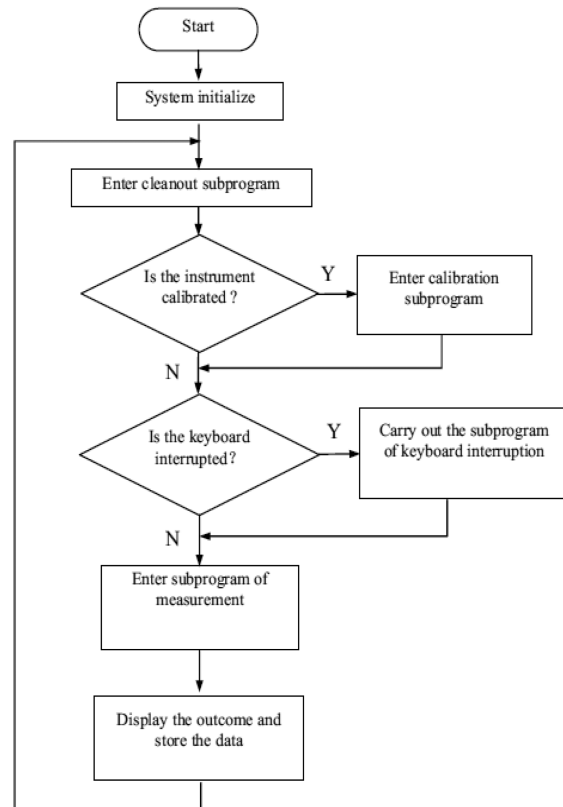 Start
System initialize
Enter cleanout subprogram
Is the instrument
calibrated ?
Y
Enter calibration
subprogram
N
Is the keyboard
interrupted?
Y
Carry out the subprogram
of keyboard interruption
N
Enter subprogram of
measurement
Display the outcome and
store the data